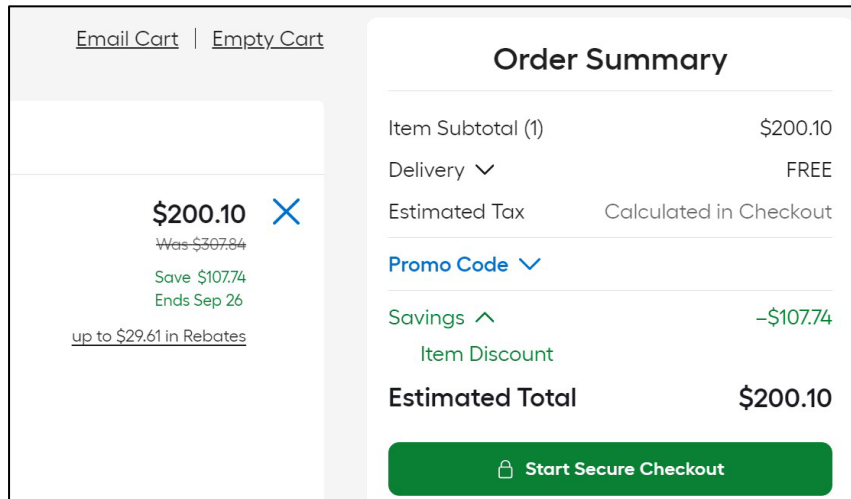 Email Cart | Empty Cart
$200.10
Was $307.84
Save $107.74
Ends Sep 26
up to $29.61 in Rebates
Order Summary
Item Subtotal (1) $200.10
Delivery FREE
Estimated Tax Calculated in Checkout
Promo Code
Savings –$107.74
Item Discount
Estimated Total $200.10
Start Secure Checkout